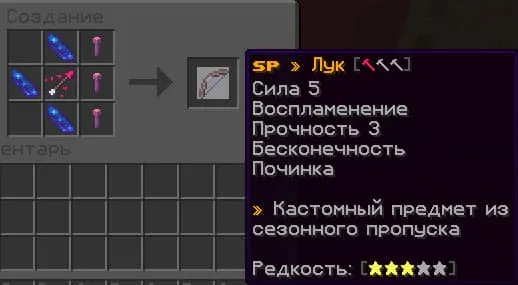 Создание
SP » Лук
Сила 5
Воспламенение
Прочность 3
Бесконечность
Починка
» Кастомный предмет из
сезонного пропуска
Редкость: [★★★★★]
ентарь